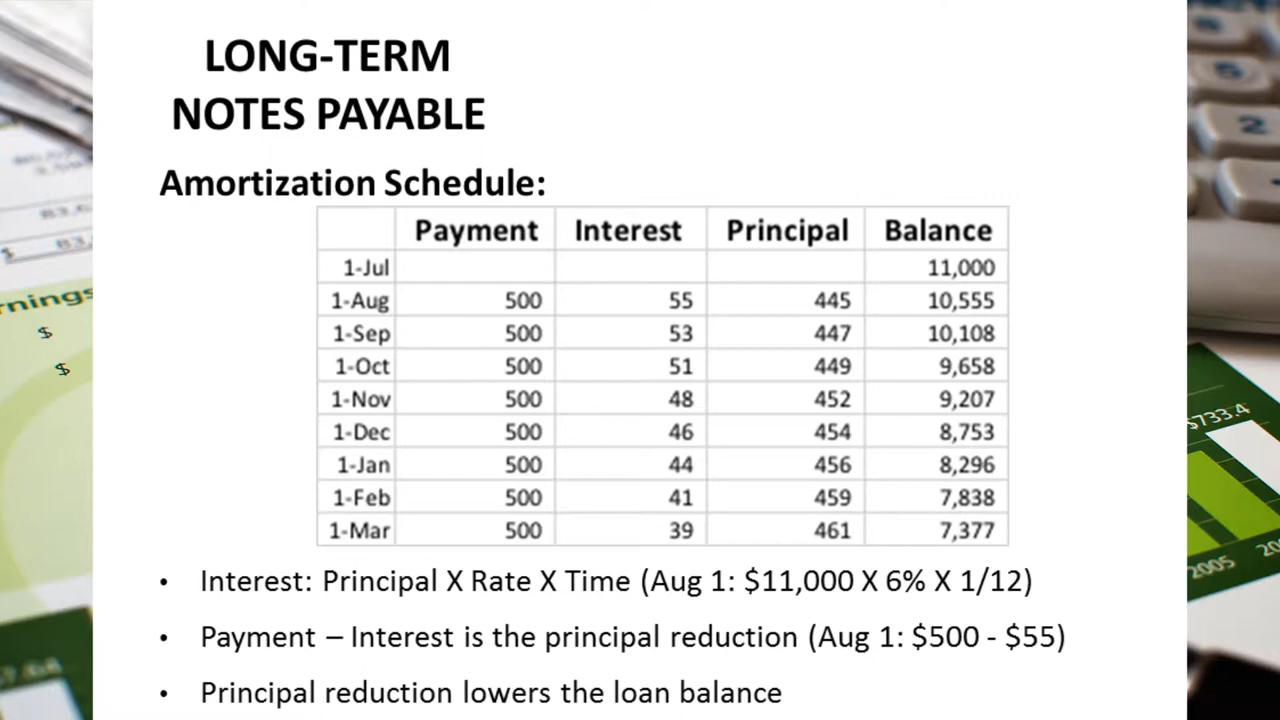 LONG-TERM
NOTES PAYABLE
Amortization Schedule:
Payment Interest Principal Balance
1-Jul 11,000
1-Aug 500 55 445 10,555
1-Sep 500 53 447 10,108
1-Oct 500 51 449 9,658
1-Nov 500 48 452 9,207
1-Dec 500 46 454 8,753
1-Jan 500 44 456 8,296
1-Feb 500 41 459 7,838
1-Mar 500 39 461 7,377
• Interest: Principal X Rate X Time (Aug 1: $11,000 X 6% X 1/12)
• Payment – Interest is the principal reduction (Aug 1: $500 - $55)
• Principal reduction lowers the loan balance
$
$
$733.4
2005
5
2